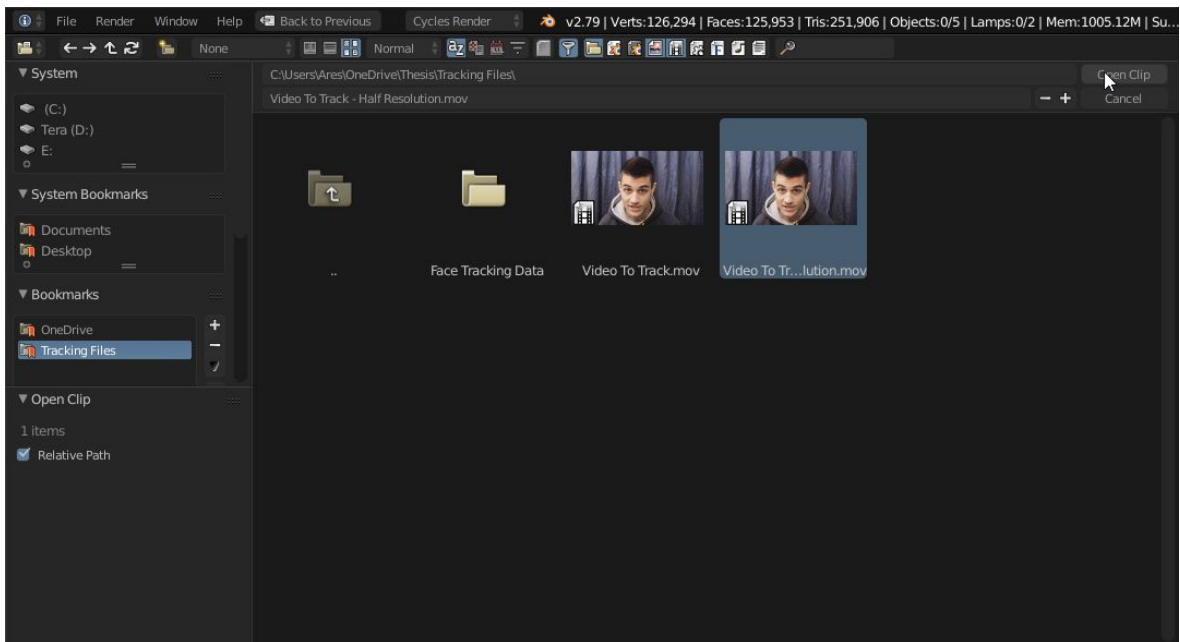 File Render Window Help Back to Previous Cycles Render v2.79 | Verts:126,294 | Faces:125,953 | Tris:251,906 | Objects:0/5 | Lamps:0/2 | Mem:1005.12M | Su...
None Normal
System
C:\Users\Ares\OneDrive\Thesis\Tracking Files\ Open Clip
Video To Track - Half Resolution.mov Cancel
(C:)
Tera (D:)
E:
System Bookmarks
Documents
Desktop
.. Face Tracking Data Video To Track.mov Video To Tr...lution.mov
Bookmarks
OneDrive
Tracking Files
Open Clip
1 items
Relative Path